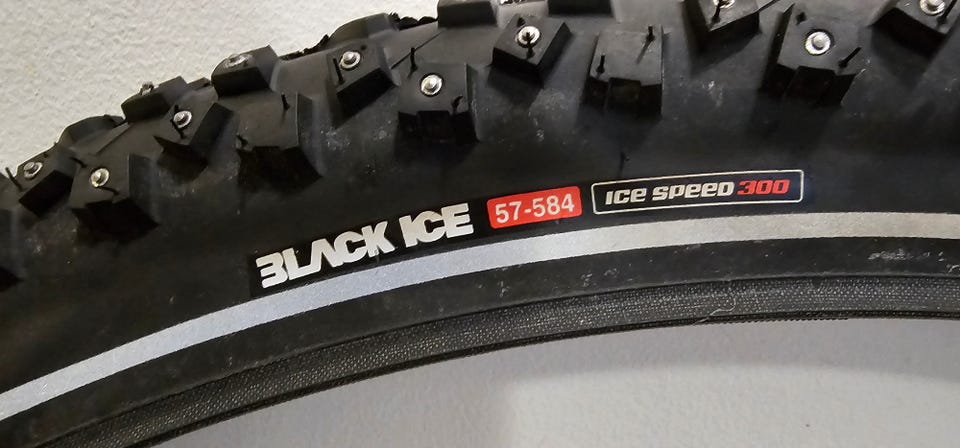 BLACK ICE 57-584 ICE SPEED 300